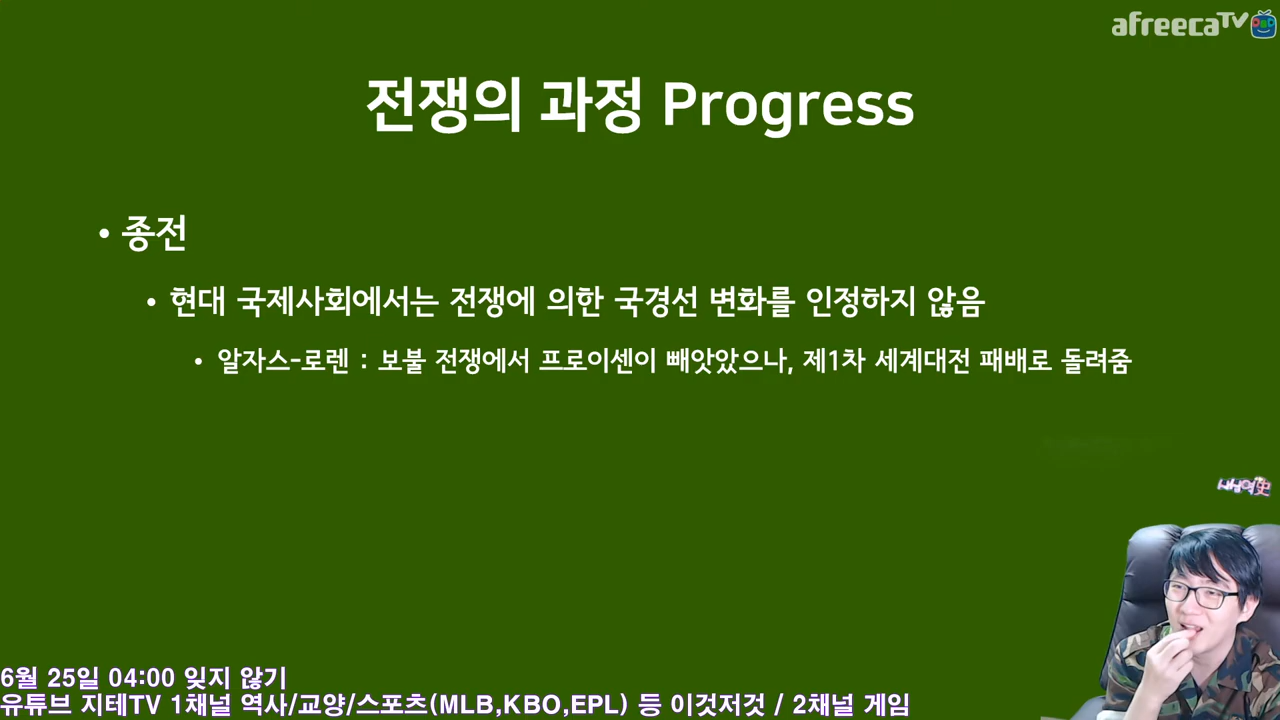 afreecaTV
전쟁의 과정 Progress
• 종전
• 현대 국제사회에서는 전쟁에 의한 국경선 변화를 인정하지 않음
• 알자스-로렌 : 보불 전쟁에서 프로이센이 빼앗았으나, 제1차 세계대전 패배로 돌려줌
6월 25일 04:00 잊지 않기
유튜브 지테TV 1채널 역사/교양/스포츠(MLB,KBO,EPL) 등 이것저것 / 2채널 게임